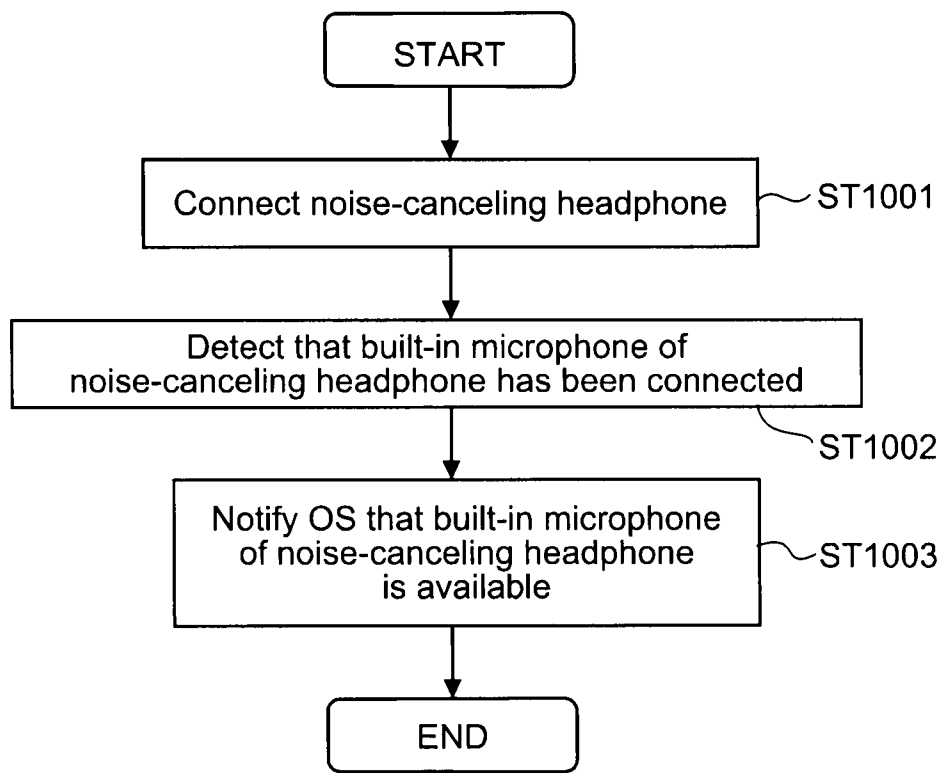 START
Connect noise-canceling headphone
ST1001
Detect that built-in microphone of
noise-canceling headphone has been connected
ST1002
Notify OS that built-in microphone
of noise-canceling headphone
is available
ST1003
END